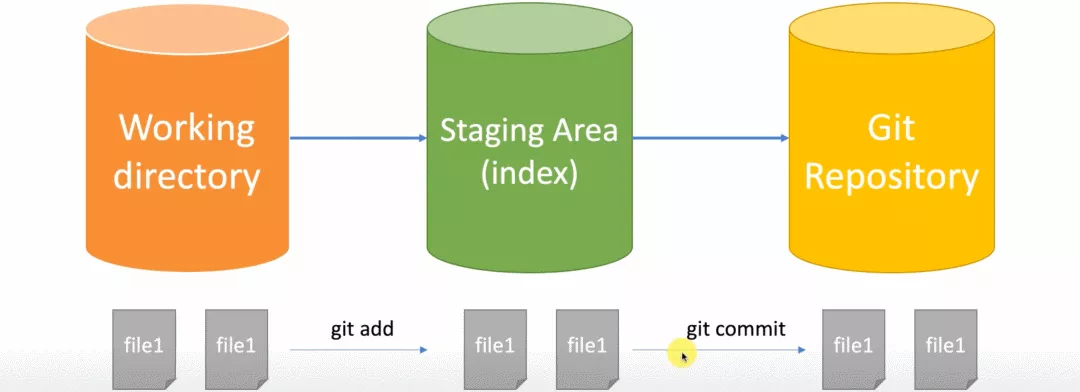 Working
directory
Staging Area
(index)
Git
Repository
file1
file1
git add
file1
file1
git commit
file1
file1